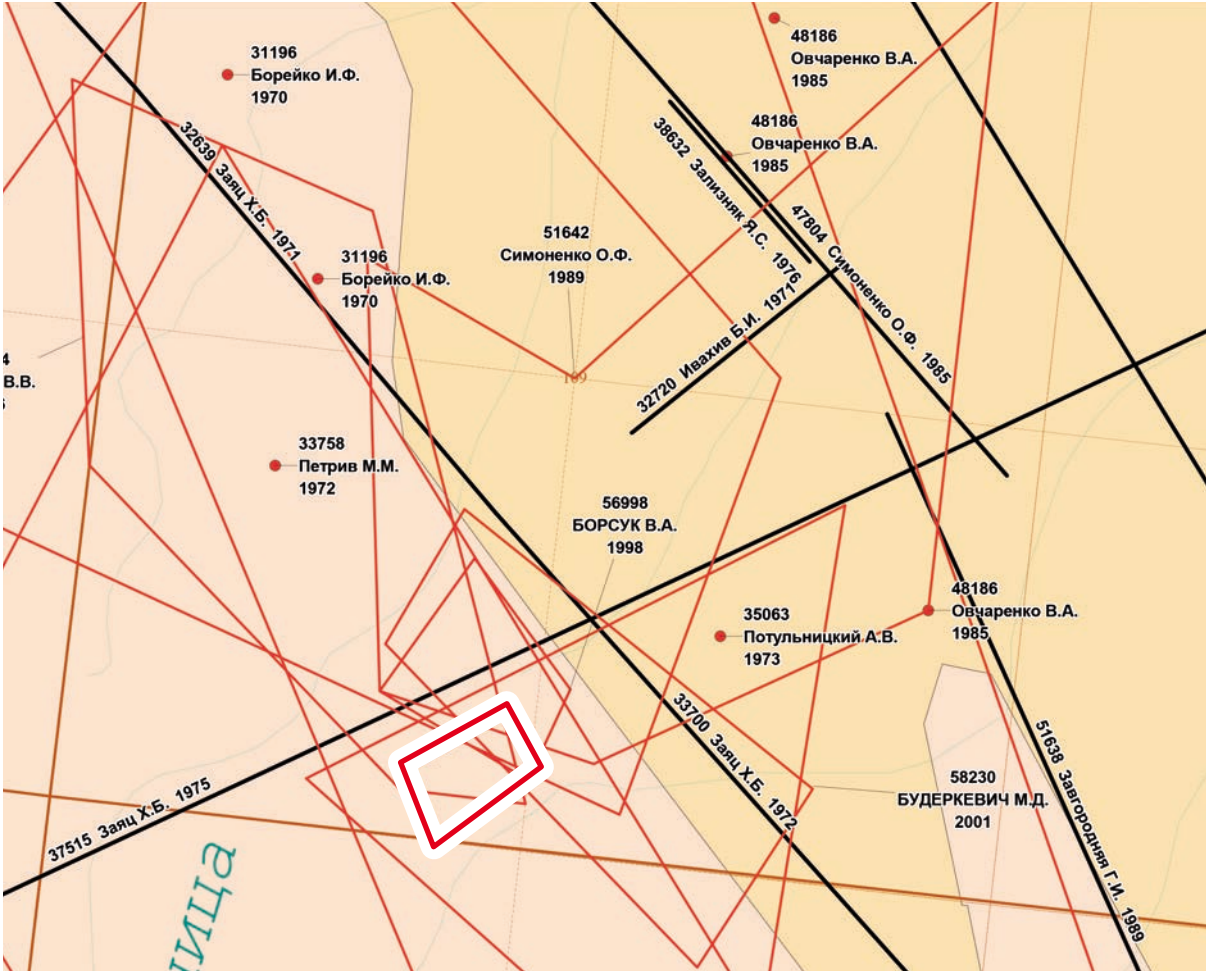 31196
Борейко И.Ф.
1970
48186
Овчаренко В.А.
1985
48186
Овчаренко В.А.
1985
32639 Заяц Х.Б. 1971
38632 Зализняк Я.С. 1976
47804 Симоненко О.Ф. 1985
51642
Симоненко О.Ф.
1989
31196
Борейко И.Ф.
1970
32720 Ивахив Б.И. 1971
4
В.В.
109
33758
Петрив М.М.
1972
56998
БОРСУК В.А.
1998
48186
Овчаренко В.А.
1985
35063
Потульницкий А.В.
1973
33700 Заяц Х.Б. 1972
51638 Завгородняя Г.И. 1989
58230
БУДЕРКЕВИЧ М.Д.
2001
37515 Заяц Х.Б. 1975
ница